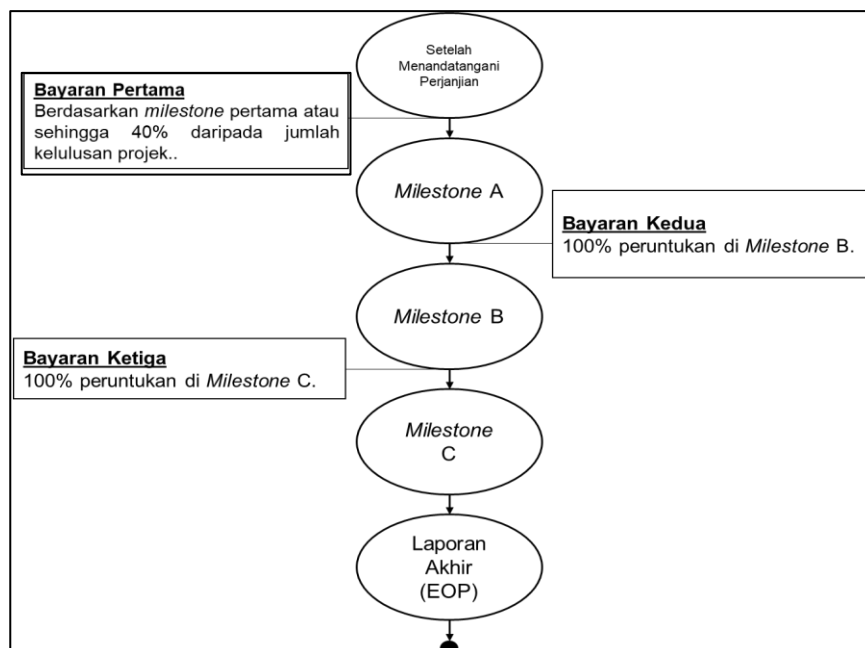 Setelah
Menandatangani
Perjanjian
Bayaran Pertama
Berdasarkan milestone pertama atau
sehingga 40% daripada jumlah
kelulusan projek..
Milestone A
Bayaran Kedua
100% peruntukan di Milestone B.
Milestone B
Bayaran Ketiga
100% peruntukan di Milestone C.
Milestone
C
Laporan
Akhir
(EOP)